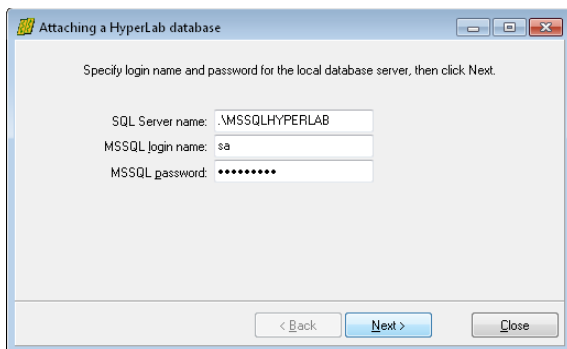 Attaching a HyperLab database
Specify login name and password for the local database server, then click Next.
SQL Server name: .\MSSQLHYPERLAB
MSSQL login name: sa
MSSQL password: •••••••••
< Back Next > Close